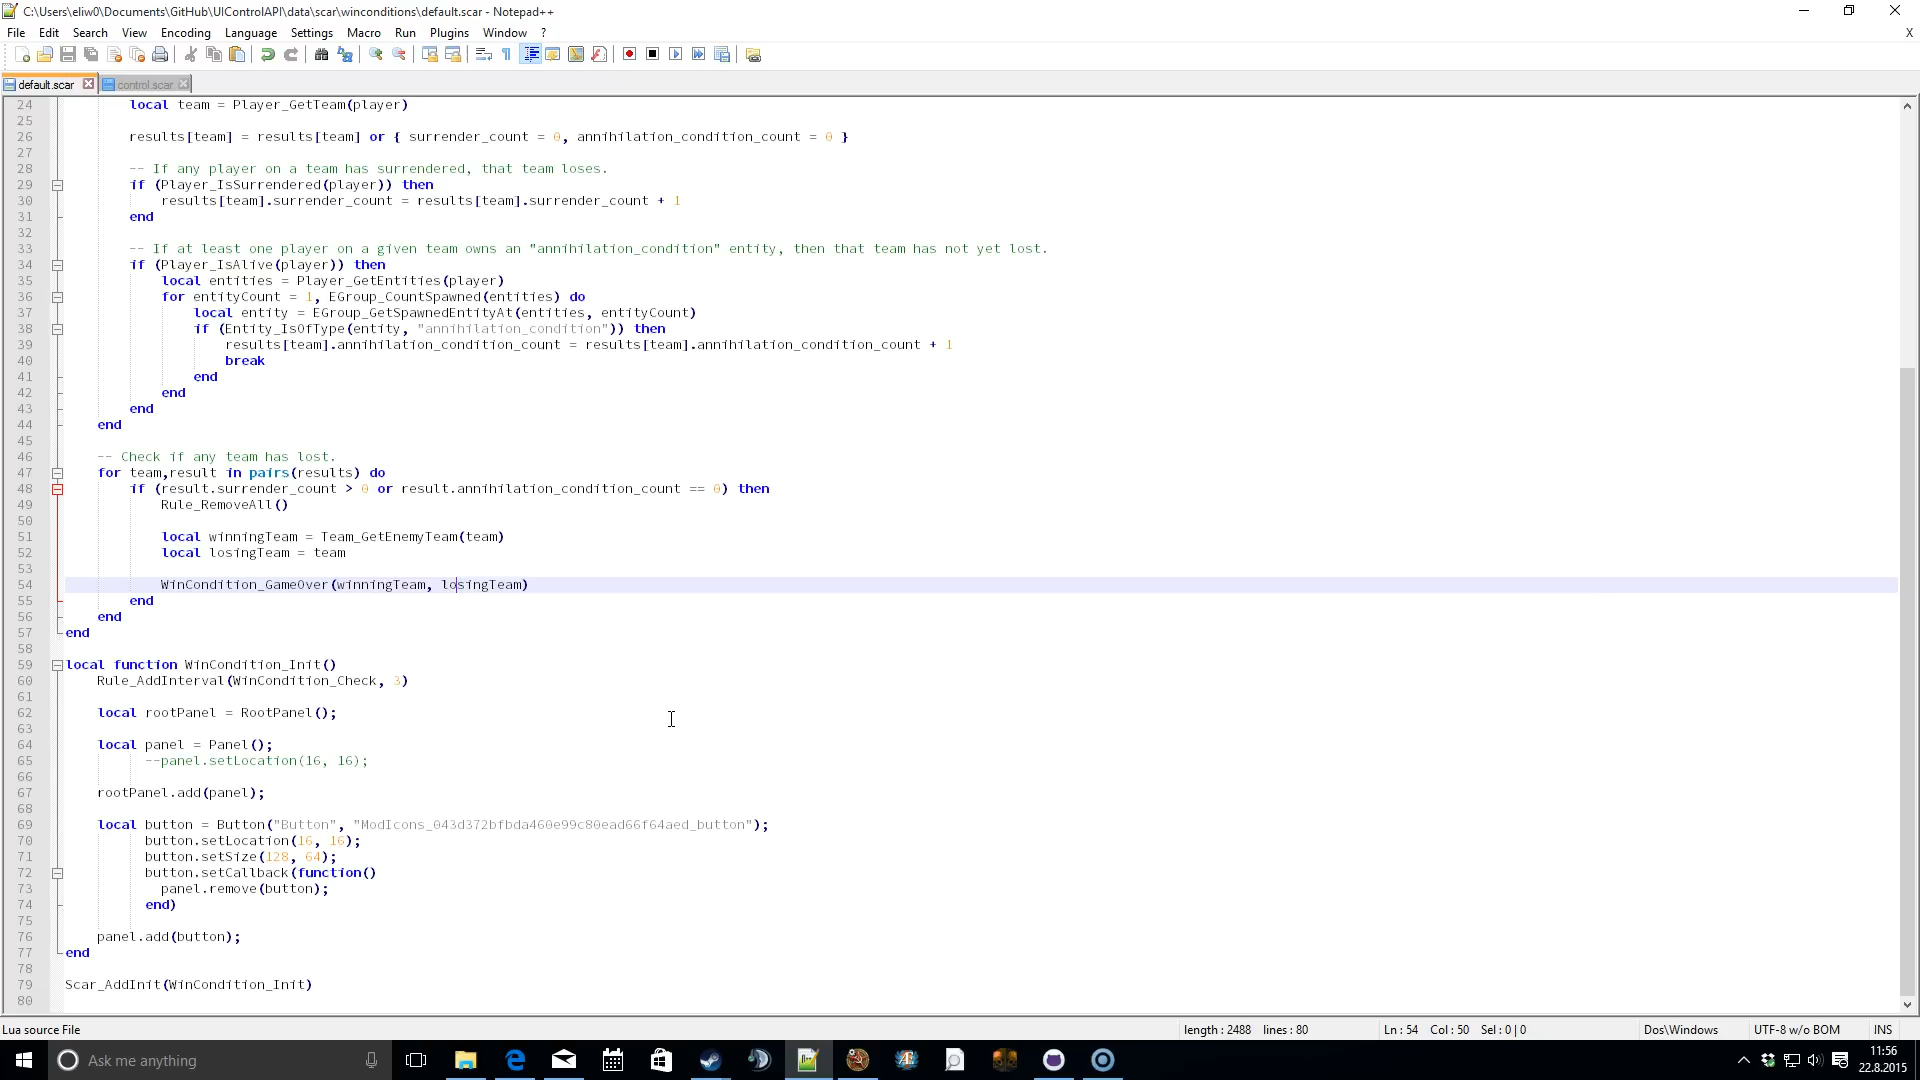 C:\Users\eliw0\Documents\GitHub\UIControlAPI\data\scar\winconditions\default.scar - Notepad++
File Edit Search View Encoding Language Settings Macro Run Plugins Window ? X
default.scar control.scar
24 local team = Player_GetTeam(player)
25
26 results[team] = results[team] or { surrender_count = 0, annihilation_condition_count = 0 }
27
28 -- If any player on a team has surrendered, that team loses.
29 if (Player_IsSurrendered(player)) then
30 results[team].surrender_count = results[team].surrender_count + 1
31 end
32
33 -- If at least one player on a given team owns an "annihilation_condition" entity, then that team has not yet lost.
34 if (Player_IsAlive(player)) then
35 local entities = Player_GetEntities(player)
36 for entityCount = 1, EGroup_CountSpawned(entities) do
37 local entity = EGroup_GetSpawnedEntityAt(entities, entityCount)
38 if (Entity_IsOfType(entity, "annihilation_condition")) then
39 results[team].annihilation_condition_count = results[team].annihilation_condition_count + 1
40 break
41 end
42 end
43 end
44 end
45
46 -- Check if any team has lost.
47 for team,result in pairs(results) do
48 if (result.surrender_count > 0 or result.annihilation_condition_count == 0) then
49 Rule_RemoveAll()
50
51 local winningTeam = Team_GetEnemyTeam(team)
52 local losingTeam = team
53
54 WinCondition_GameOver(winningTeam, losingTeam)
55 end
56 end
57 end
58
59 local function WinCondition_Init()
60 Rule_AddInterval(WinCondition_Check, 3)
61
62 local rootPanel = RootPanel();
63
64 local panel = Panel();
65 --panel.setLocation(16, 16);
66
67 rootPanel.add(panel);
68
69 local button = Button("Button", "ModIcons_043d372bfbda460e99c80ead66f64aed_button");
70 button.setLocation(16, 16);
71 button.setSize(128, 64);
72 button.setCallback(function()
73 panel.remove(button);
74 end)
75
76 panel.add(button);
77 end
78
79 Scar_AddInit(WinCondition_Init)
80
Lua source File length : 2488 lines : 80 Ln : 54 Col : 50 Sel : 0 | 0 Dos\Windows UTF-8 w/o BOM INS
Ask me anything
11:56
22.8.2015